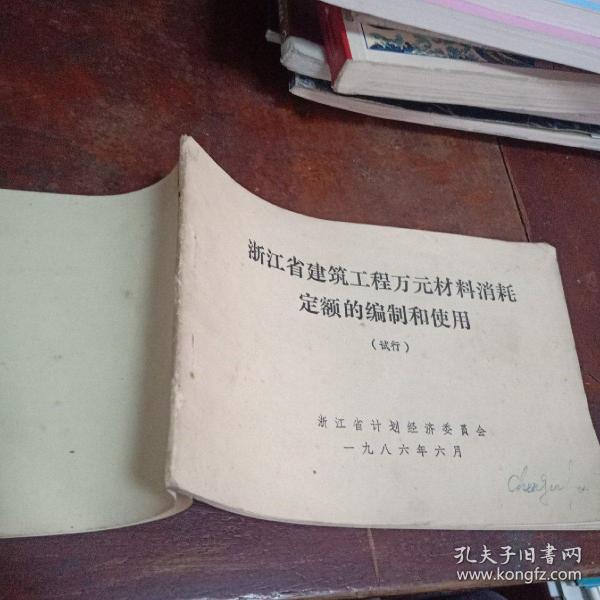 浙江省建筑工程万元材料消耗
定额的编制和使用
(试行)
浙江省计划经济委员会
一九八六年六月
孔夫子旧书网
www.kongfz.com